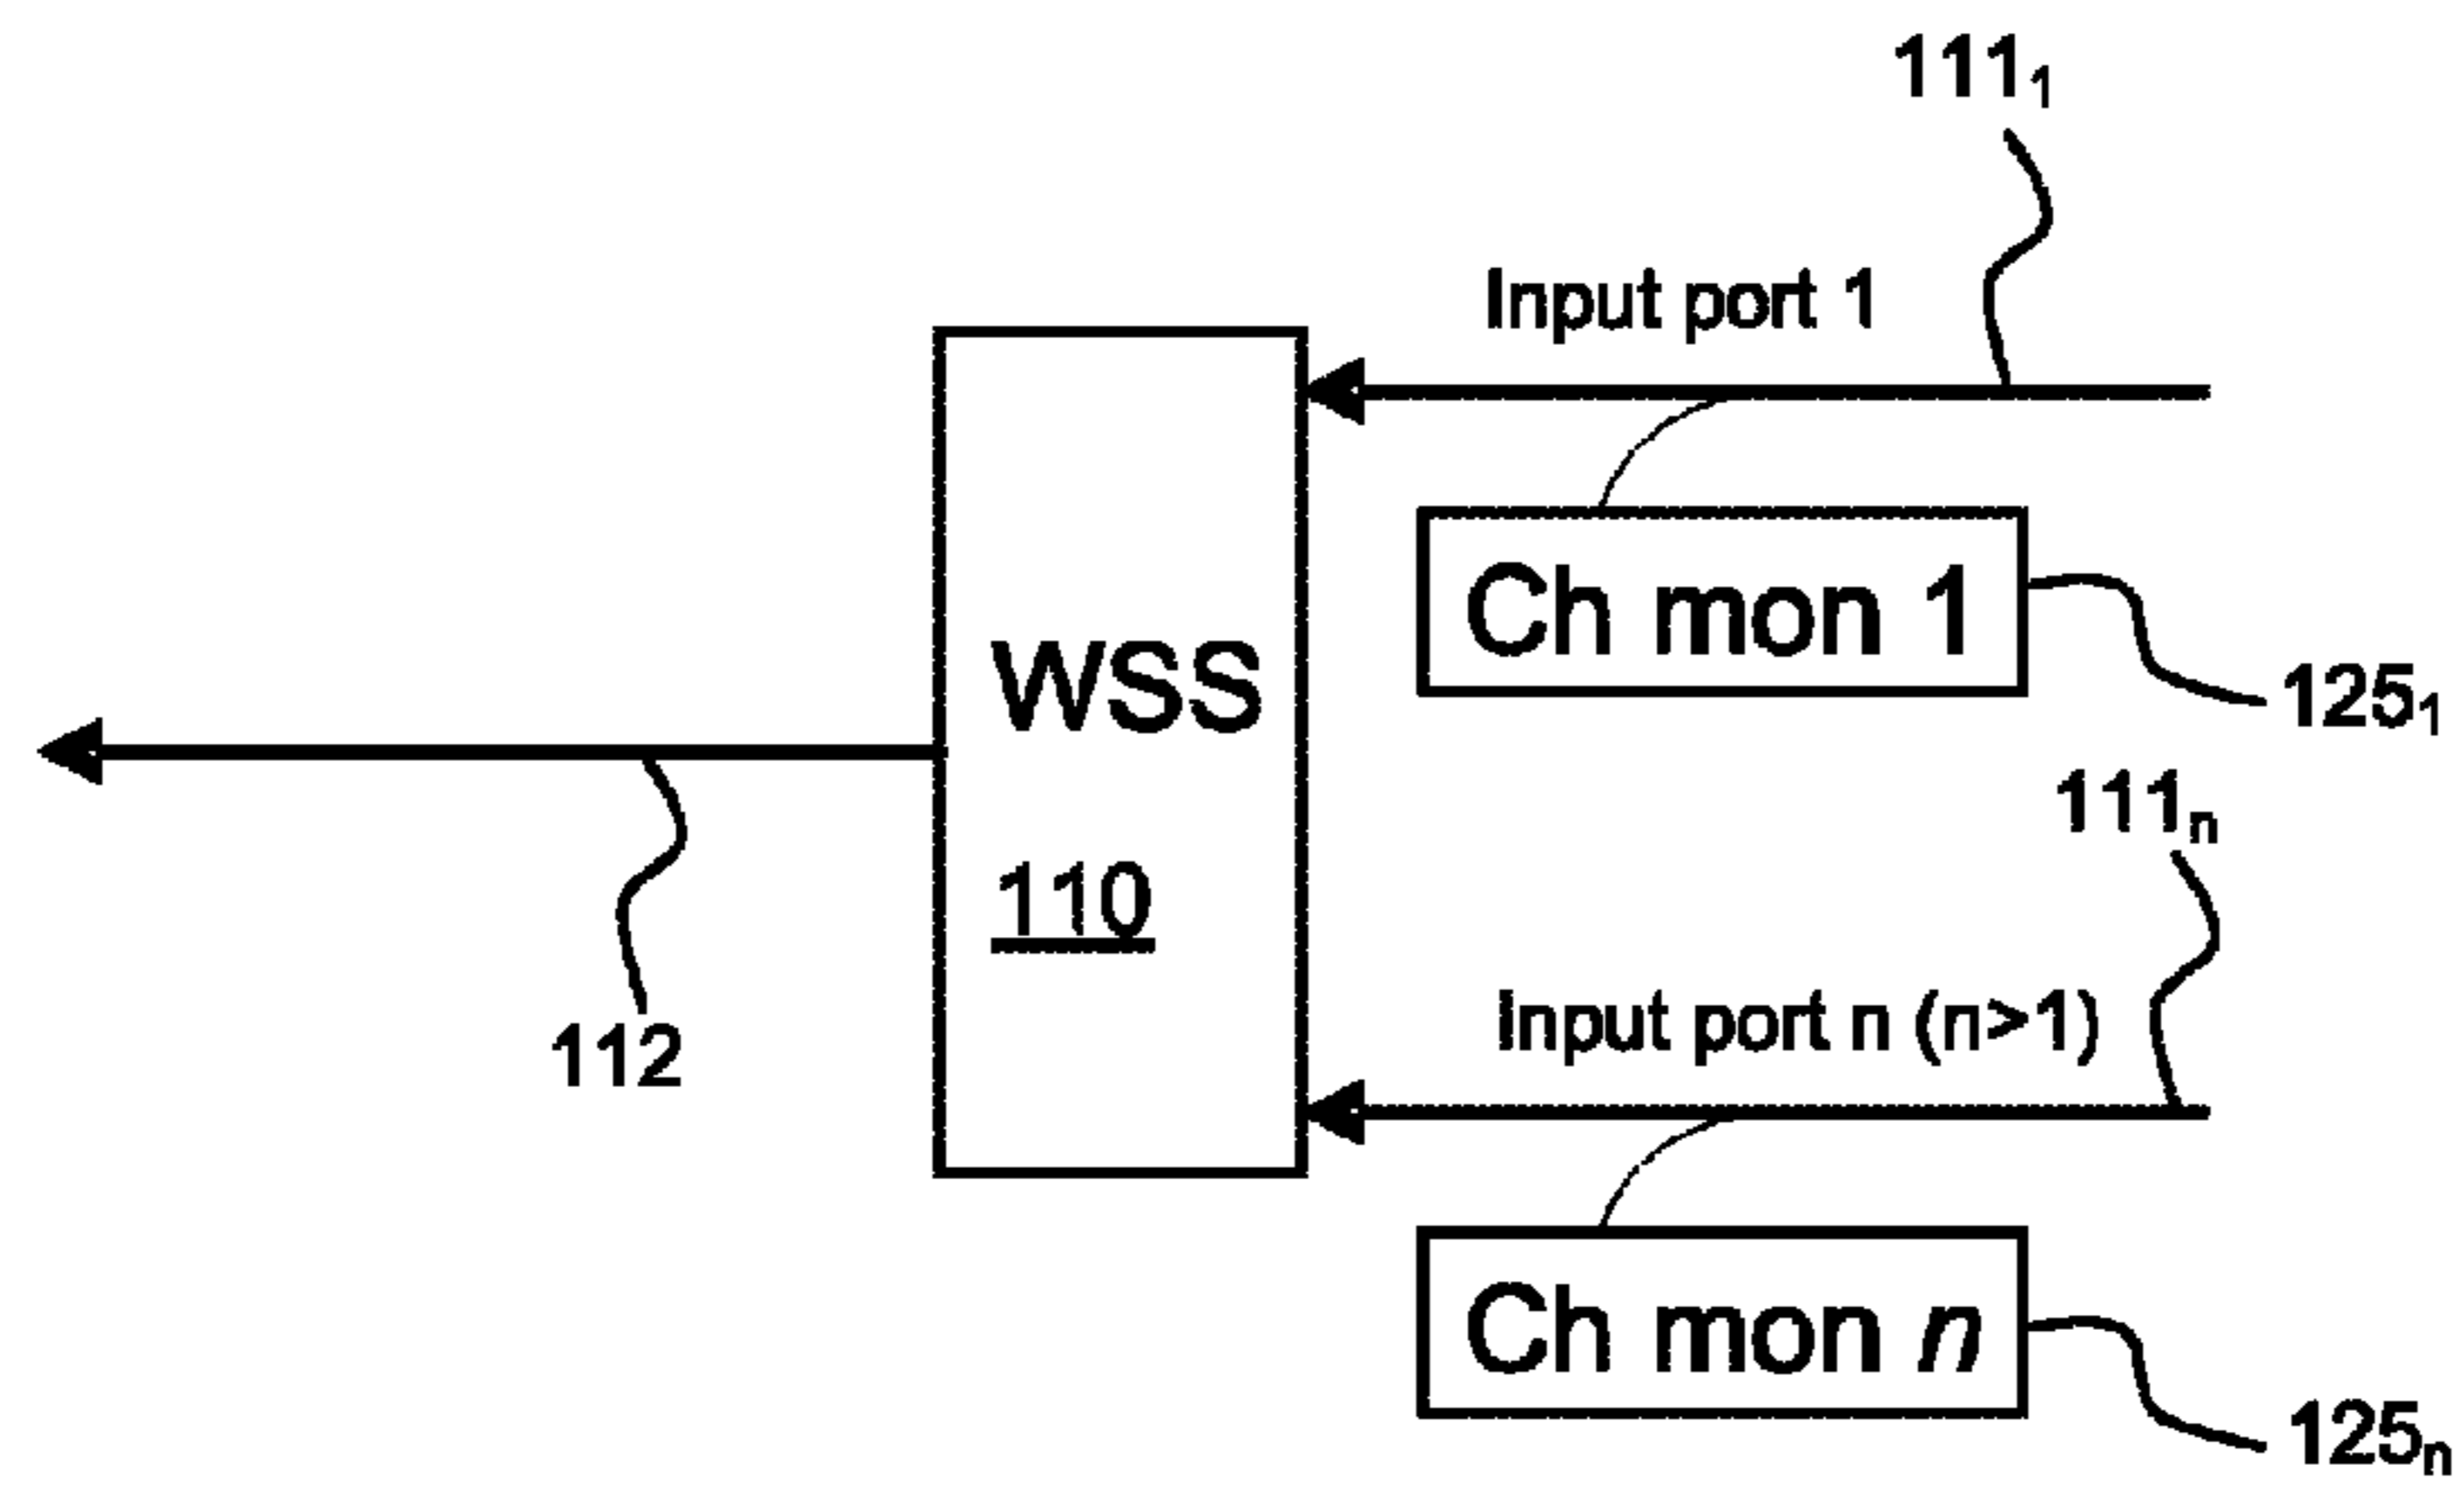 111₁
Input port 1
Ch mon 1
WSS
125₁
111ₙ
110
Input port n (n>1)
112
Ch mon n
125ₙ